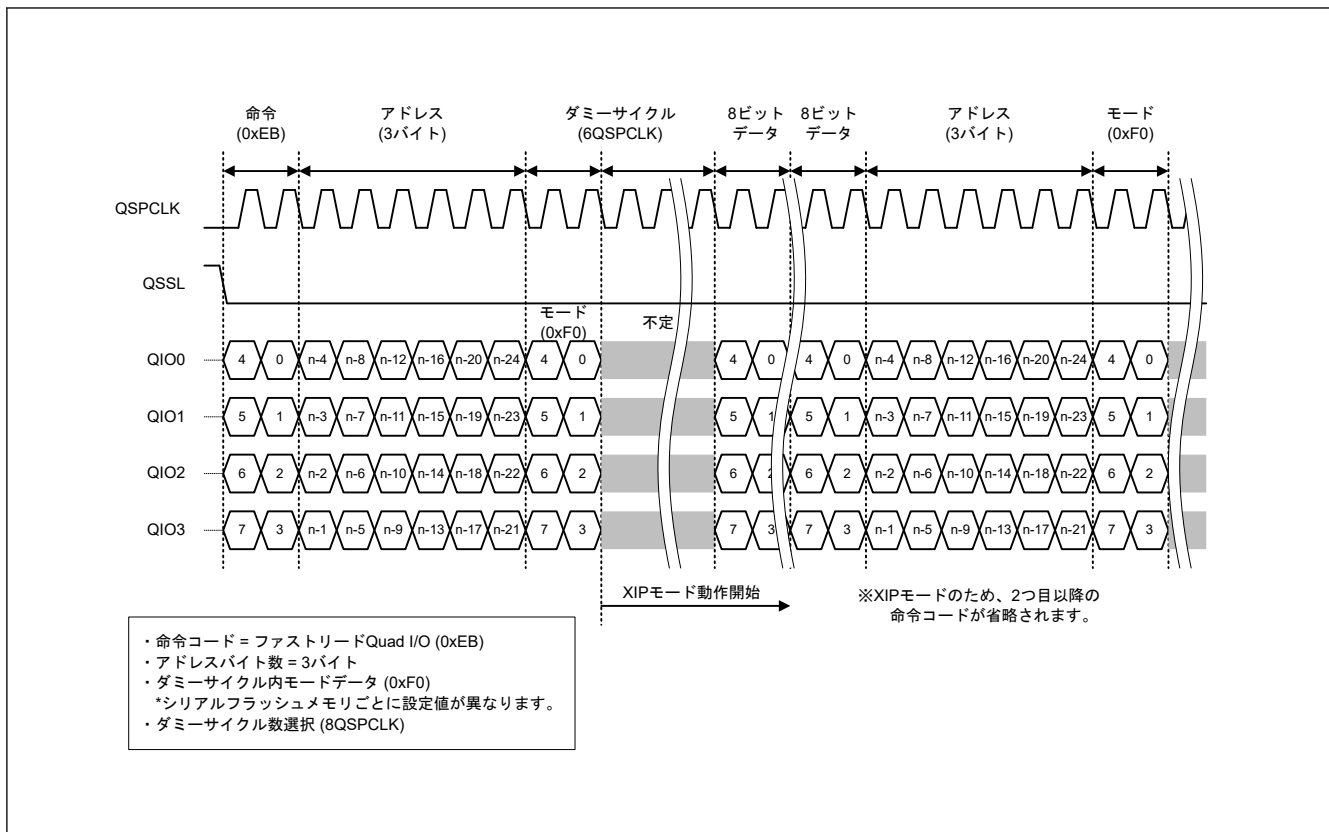 命令
(0xEB)
アドレス
(3バイト)
ダミーサイクル
(6QSPCLK)
8ビット
データ
8ビット
データ
アドレス
(3バイト)
モード
(0xF0)
QSPCLK
QSSL
モード
(0xF0)
不定
QIO0 4 0 n-4 n-8 n-12 n-16 n-20 n-24 4 0 4 0 4 0 n-4 n-8 n-12 n-16 n-20 n-24 4 0
QIO1 5 1 n-3 n-7 n-11 n-15 n-19 n-23 5 1 5 1 5 1 n-3 n-7 n-11 n-15 n-19 n-23 5 1
QIO2 6 2 n-2 n-6 n-10 n-14 n-18 n-22 6 2 6 2 6 2 n-2 n-6 n-10 n-14 n-18 n-22 6 2
QIO3 7 3 n-1 n-5 n-9 n-13 n-17 n-21 7 3 7 3 7 3 n-1 n-5 n-9 n-13 n-17 n-21 7 3
XIPモード動作開始
※XIPモードのため、2つ目以降の
命令コードが省略されます。
・命令コード = ファストリードQuad I/O (0xEB)
・アドレスバイト数 = 3バイト
・ダミーサイクル内モードデータ (0xF0)
*シリアルフラッシュメモリごとに設定値が異なります。
・ダミーサイクル数選択 (8QSPCLK)